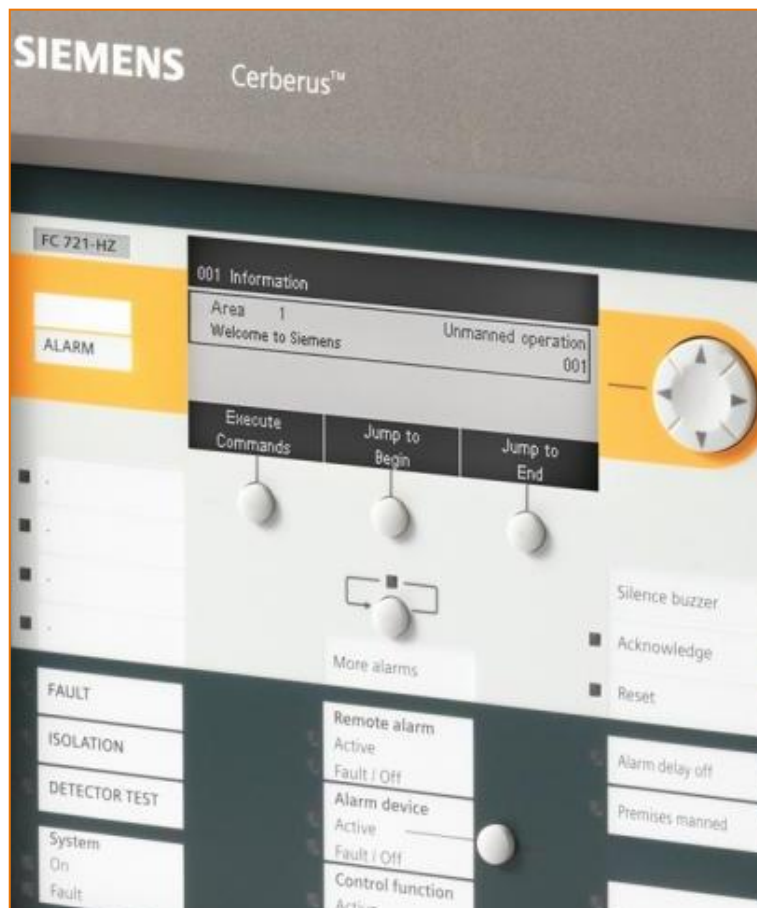 SIEMENS Cerberus™
FC 721-HZ
ALARM
001 Information
Area 1 Unmanned operation
Welcome to Siemens 001
Execute
Commands
Jump to
Begin
Jump to
End
More alarms
Silence buzzer
Acknowledge
Reset
FAULT
ISOLATION
DETECTOR TEST
System
On
Fault
Remote alarm
Active
Fault / Off
Alarm device
Active
Fault / Off
Control function
Active
Alarm delay off
Premises manned